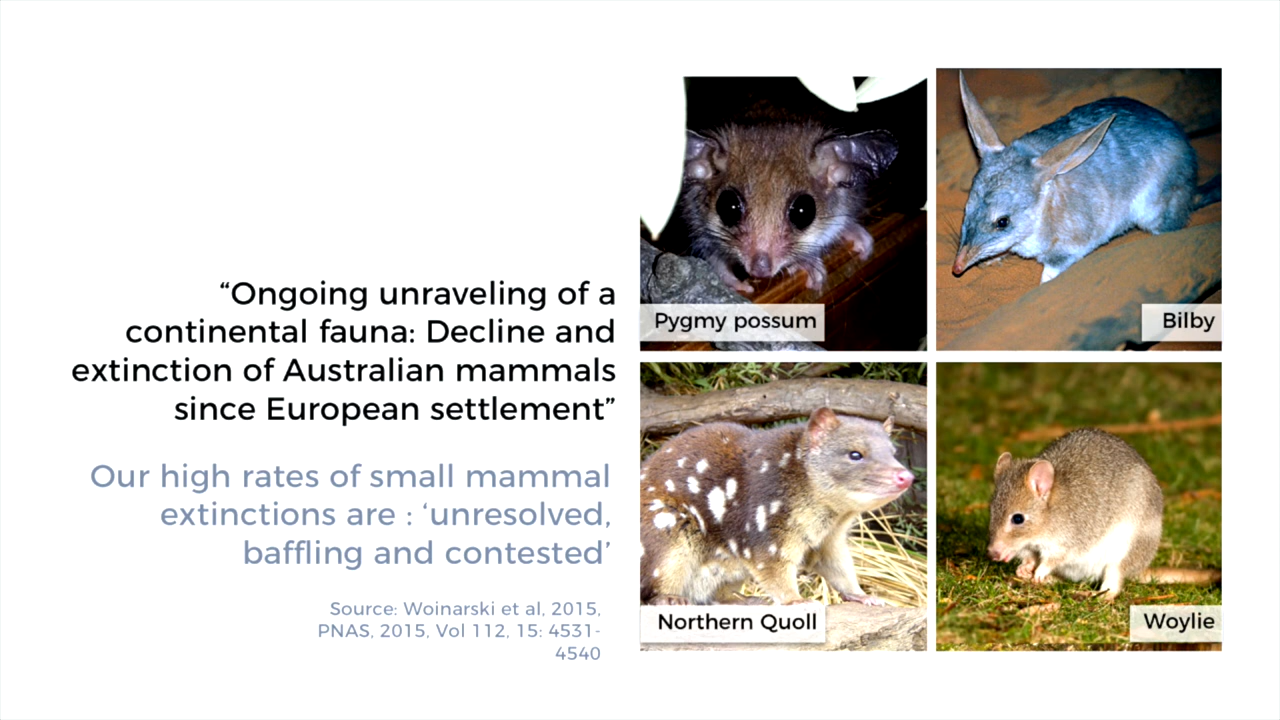 “Ongoing unraveling of a
continental fauna: Decline and
extinction of Australian mammals
since European settlement”
Our high rates of small mammal
extinctions are : ‘unresolved,
baffling and contested’
Source: Woinarski et al, 2015,
PNAS, 2015, Vol 112, 15: 4531-
4540
Pygmy possum
Bilby
Northern Quoll
Woylie